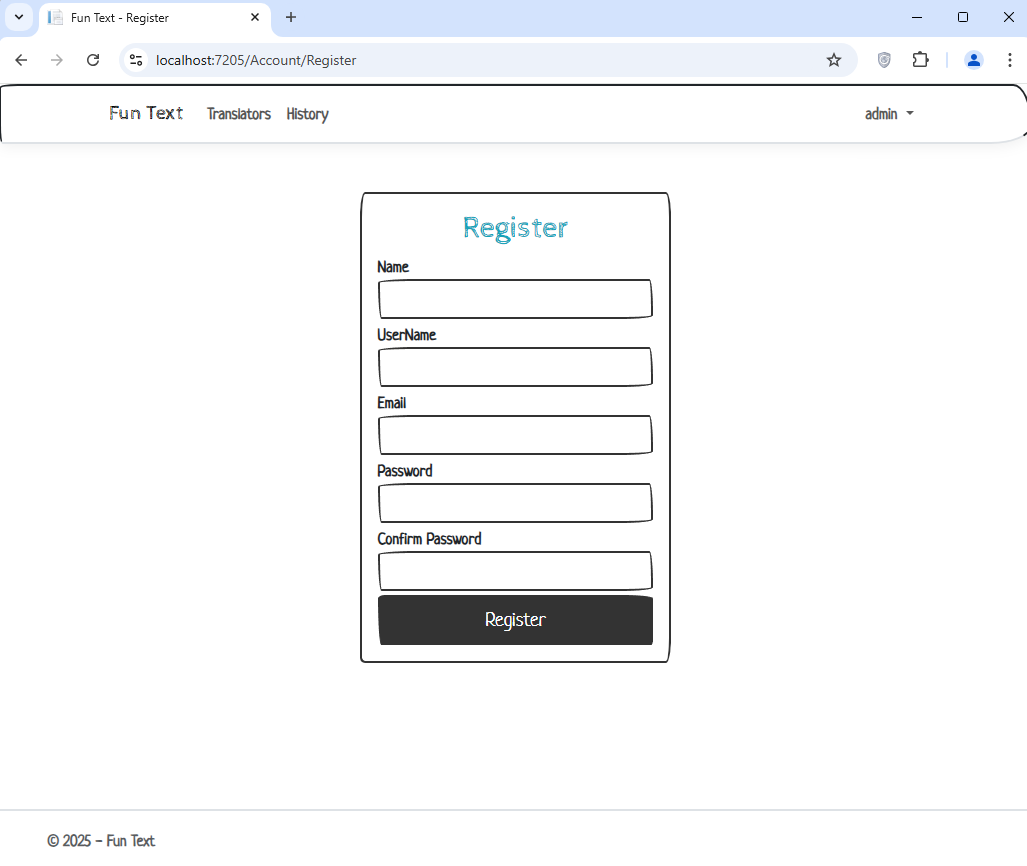 Fun Text - Register
localhost:7205/Account/Register
Fun Text Translators History admin
Register
Name
UserName
Email
Password
Confirm Password
Register
© 2025 - Fun Text